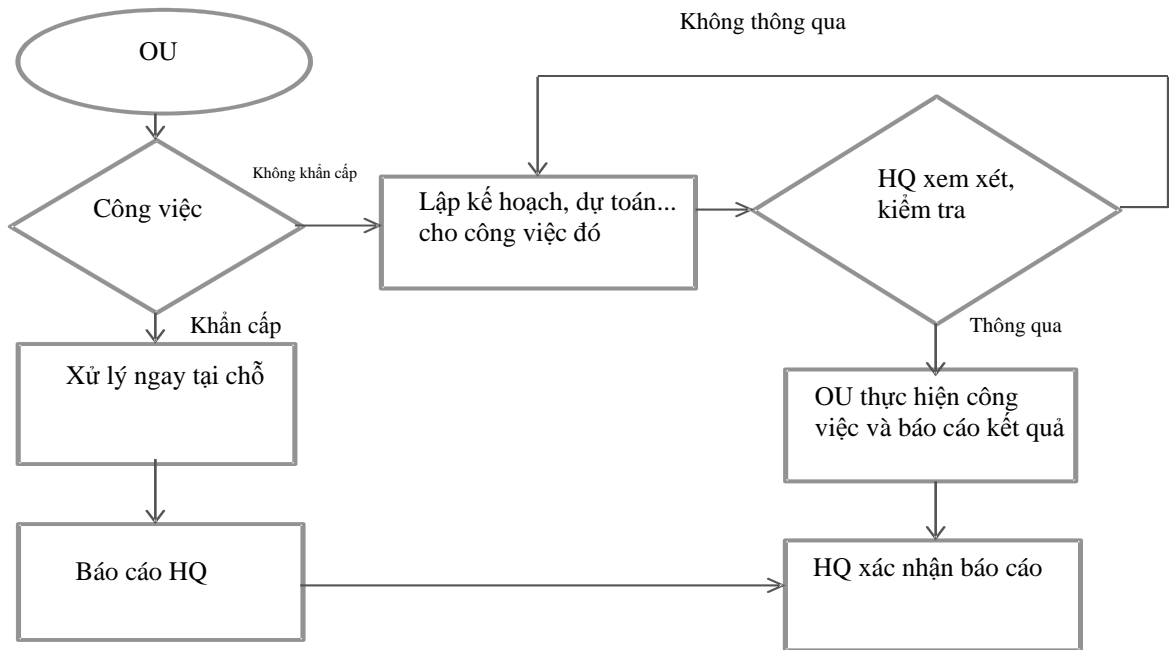 Không thông qua
OU
Không khẩn cấp
Công việc
Lập kế hoạch, dự toán...
cho công việc đó
HQ xem xét,
kiểm tra
Khẩn cấp
Thông qua
Xử lý ngay tại chỗ
OU thực hiện công
việc và báo cáo kết quả
Báo cáo HQ
HQ xác nhận báo cáo